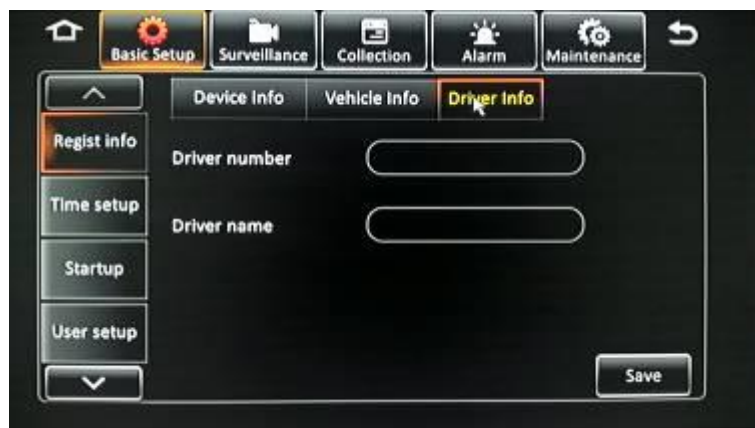 Basic Setup
Surveillance
Collection
Alarm
Maintenance
Device Info
Vehicle Info
Driver Info
Regist info
Time setup
Startup
User setup
Driver number
Driver name
Save